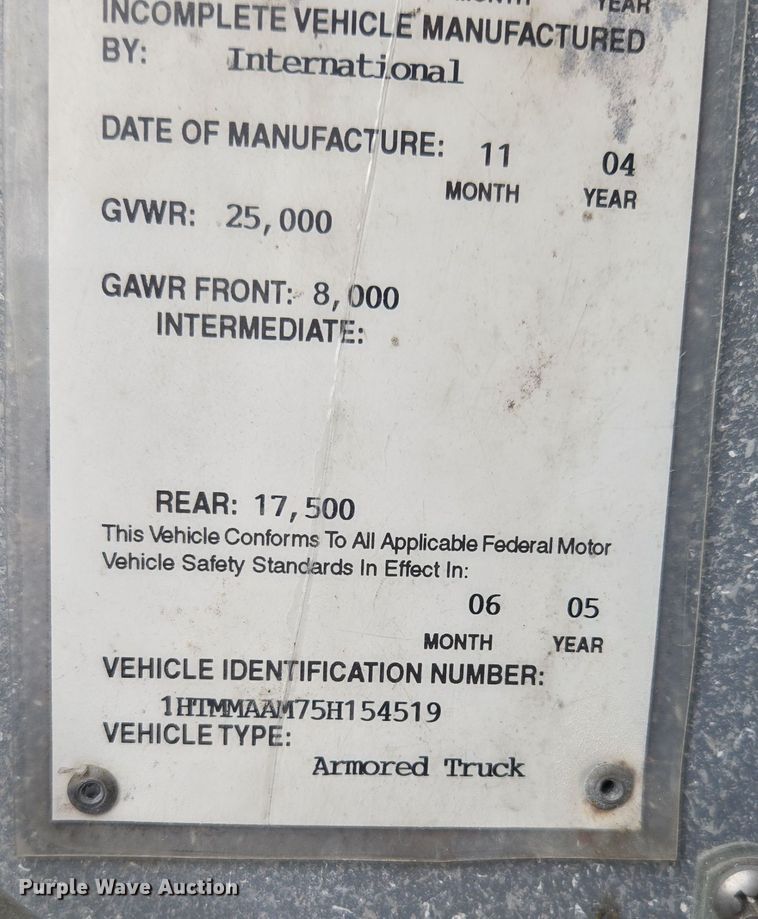 MONTH YEAR
INCOMPLETE VEHICLE MANUFACTURED
BY: International
DATE OF MANUFACTURE: 11 04
MONTH YEAR
GVWR: 25,000
GAWR FRONT: 8,000
INTERMEDIATE:
REAR: 17,500
This Vehicle Conforms To All Applicable Federal Motor
Vehicle Safety Standards In Effect In:
06 05
MONTH YEAR
VEHICLE IDENTIFICATION NUMBER:
1HTMMAAM75H154519
VEHICLE TYPE:
Armored Truck
Purple Wave Auction